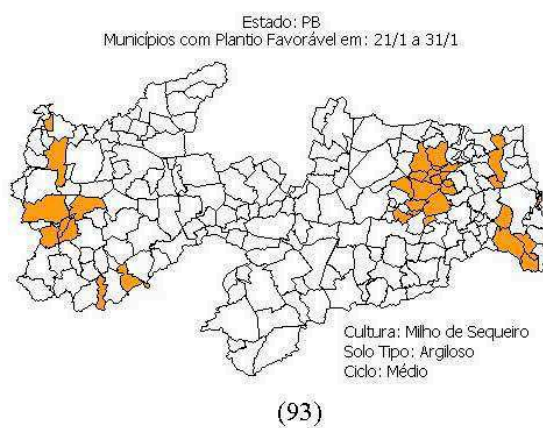 Estado: PB
Municípios com Plantio Favorável em: 21/1 a 31/1
Cultura: Milho de Sequeiro
Solo Tipo: Argiloso
Ciclo: Médio
(93)